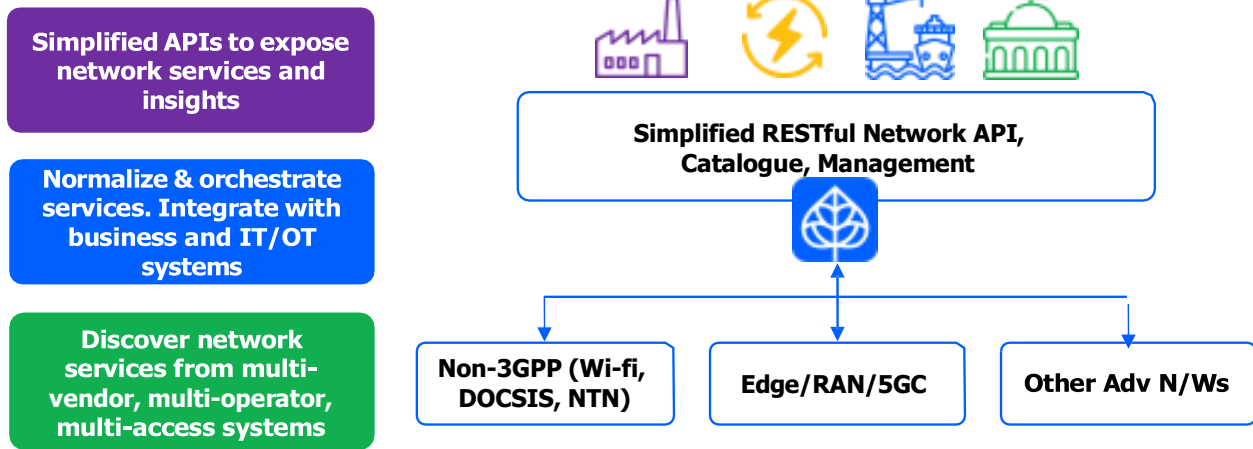 Simplified APIs to expose
network services and
insights
Normalize & orchestrate
services. Integrate with
business and IT/OT
systems
Discover network
services from multi-
vendor, multi-operator,
multi-access systems
Simplified RESTful Network API,
Catalogue, Management
Non-3GPP (Wi-fi,
DOCSIS, NTN)
Edge/RAN/5GC
Other Adv N/Ws